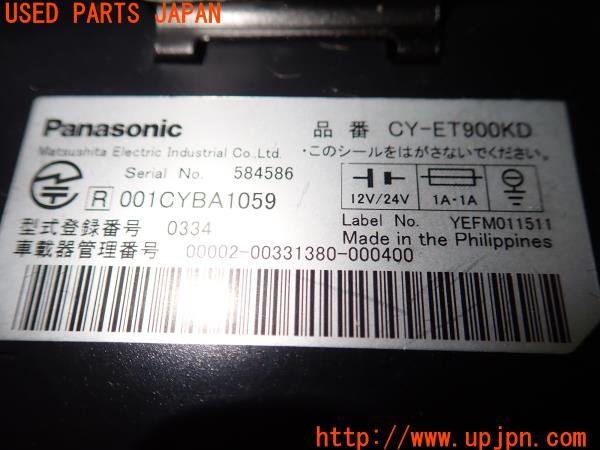 USED PARTS JAPAN
Panasonic 品番 CY-ET900KD
Matsushita Electric Industrial Co.,Ltd. ・このシールをはがさないでください。
Serial No. 584586
R 001CYBA1059 12V/24V 1A・1A
型式登録番号 0334 Label No. YEFM011511
車載器管理番号 00002-00331380-000400 Made in the Philippines
【u】 http://www.upjpn.com